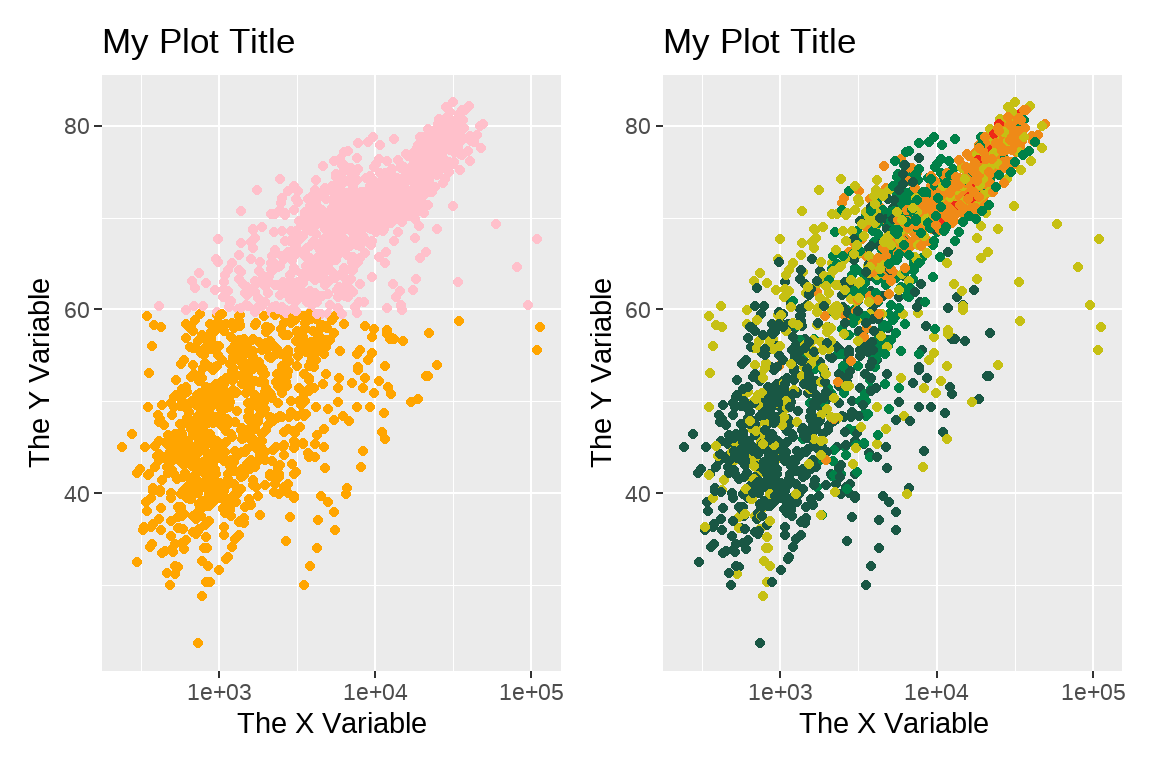 My Plot Title
The Y Variable
80
60
40
1e+03 1e+04 1e+05
The X Variable
My Plot Title
The Y Variable
80
60
40
1e+03 1e+04 1e+05
The X Variable